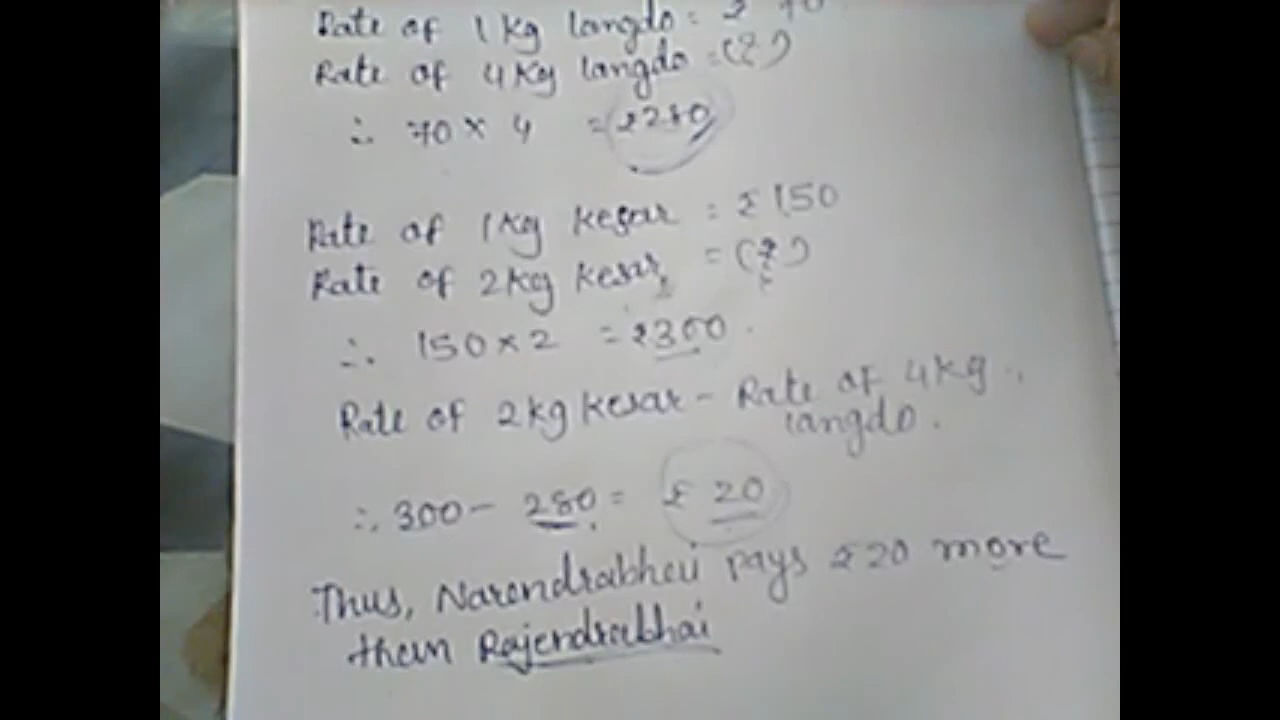 Rate of 1 kg langdo = ₹ 70
Rate of 4 Kg langdo = (?)
∴ 70 × 4 = ₹280
Rate of 1 Kg kesar = ₹ 150
Rate of 2 kg kesar = (?)
∴ 150 × 2 = ₹300.
Rate of 2 kg kesar - Rate of 4 kg
langdo.
∴ 300 - 280 = ₹ 20
Thus, Narendrabhai pays ₹20 more
than Rajendrabhai